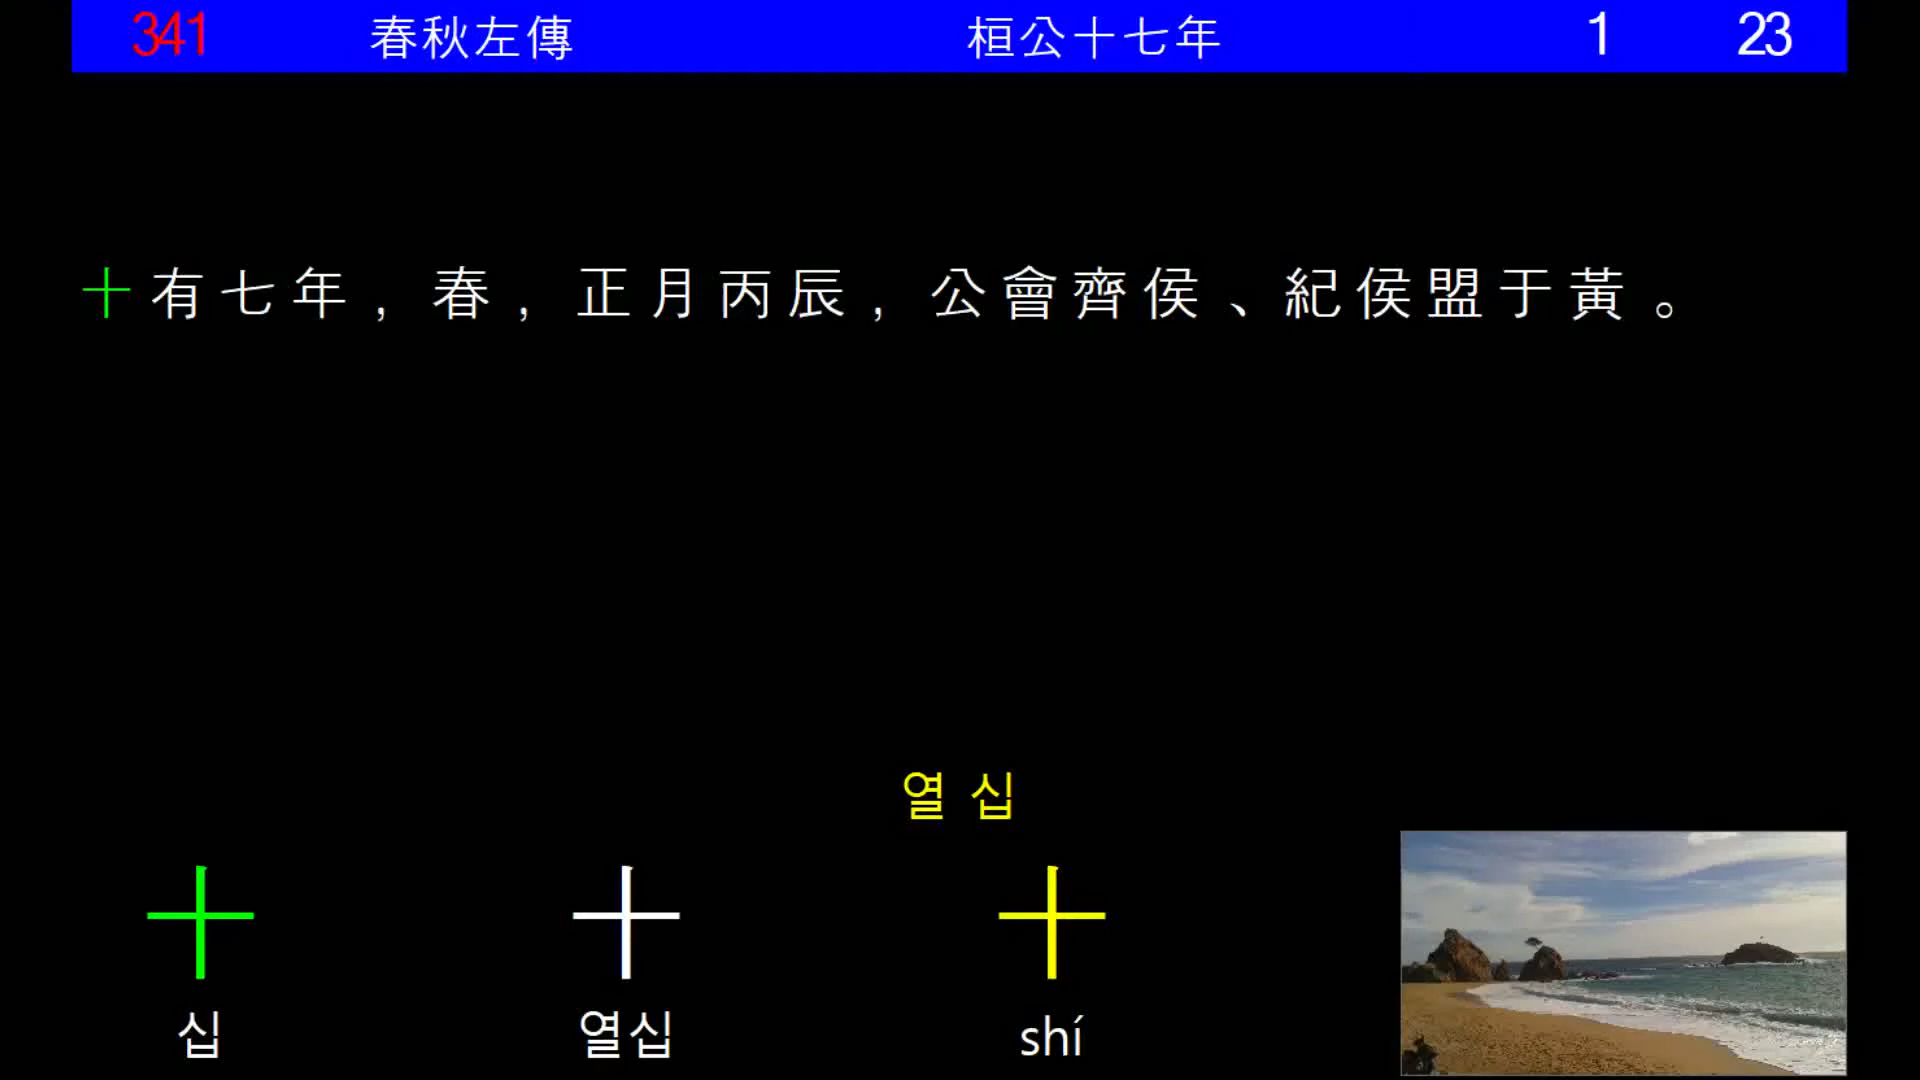 341 春秋左傳 桓公十七年 1 23
十有七年，春，正月丙辰，公會齊侯、紀侯盟于黃。
열 십
十 十 十
십 열십 shí